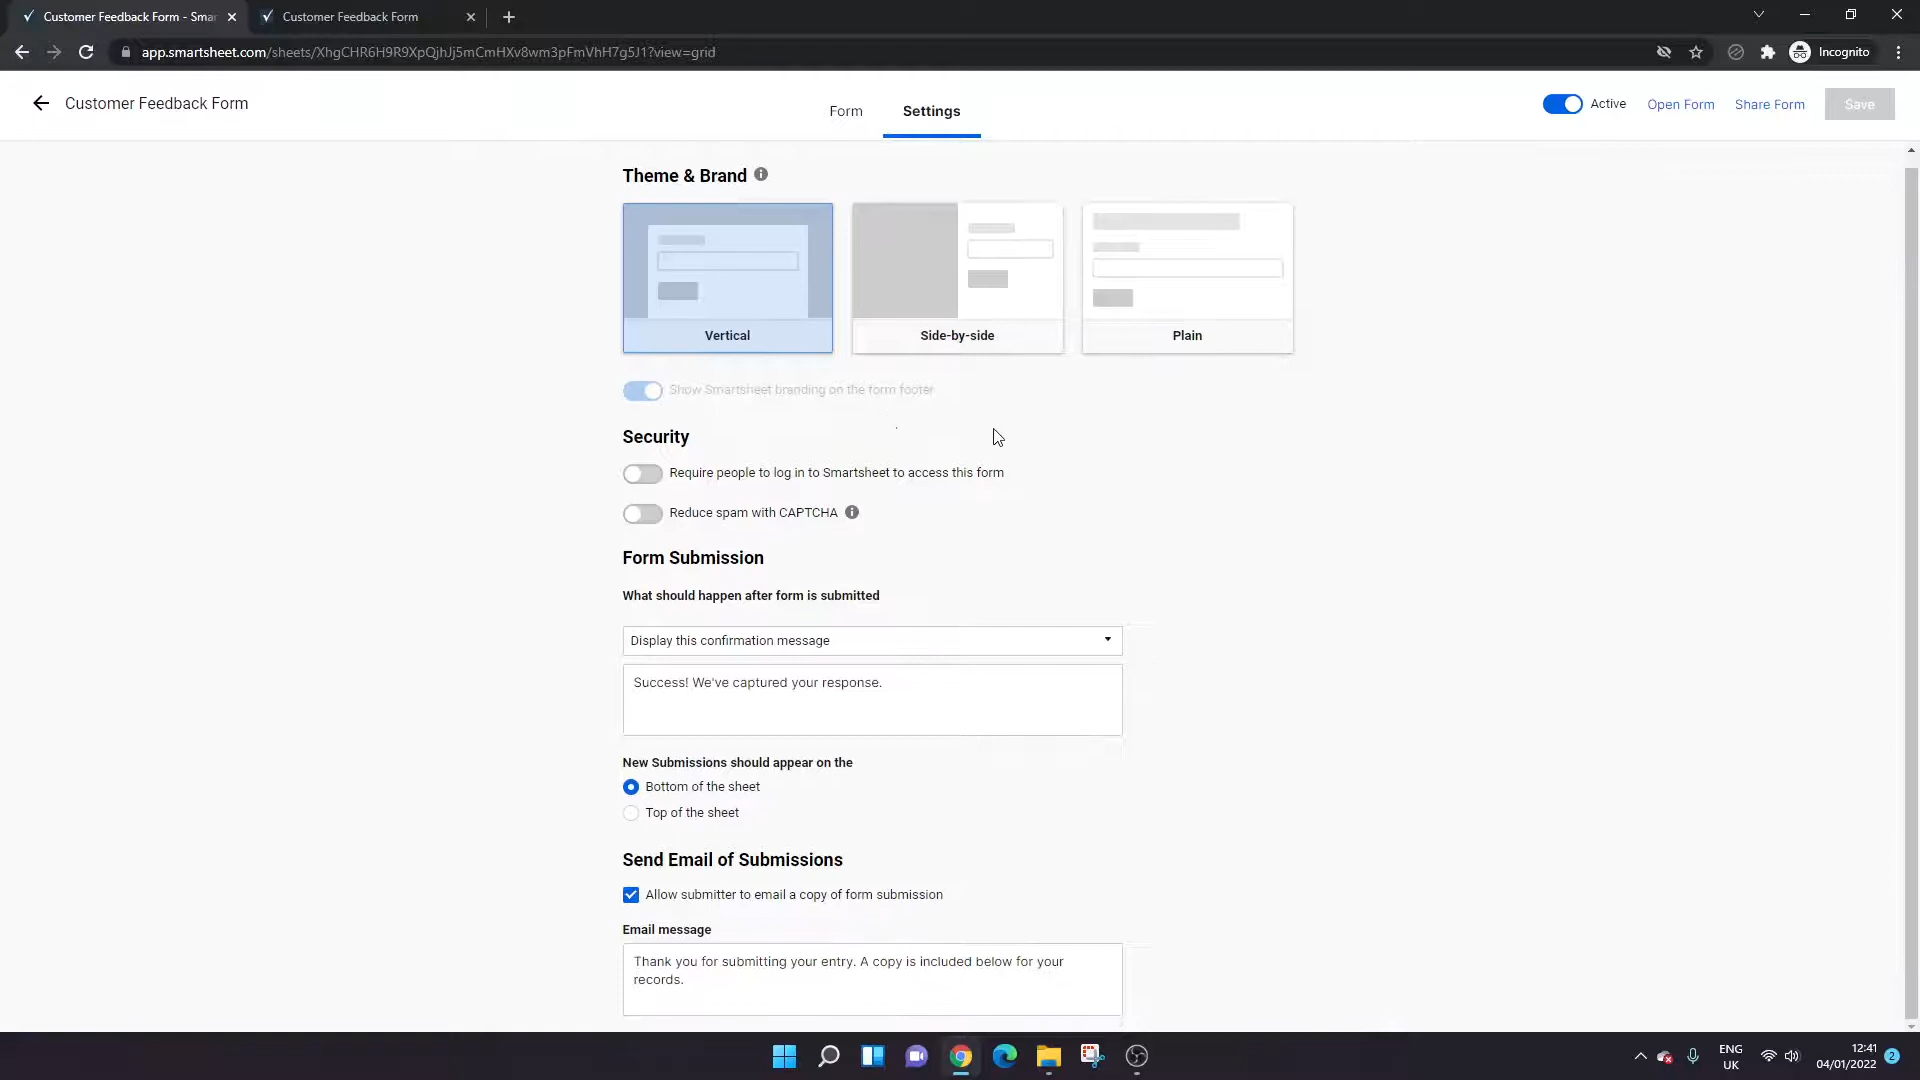 Customer Feedback Form - Smar
Customer Feedback Form
app.smartsheet.com/sheets/XhgCHR6H9R9XpQjhJj5mCmHXv8wm3pFmVhH7g5J1?view=grid
Incognito
Customer Feedback Form
Form
Settings
Active
Open Form
Share Form
Save
Theme & Brand
Vertical
Side-by-side
Plain
Show Smartsheet branding on the form footer
Security
Require people to log in to Smartsheet to access this form
Reduce spam with CAPTCHA
Form Submission
What should happen after form is submitted
Display this confirmation message
Success! We've captured your response.
New Submissions should appear on the
Bottom of the sheet
Top of the sheet
Send Email of Submissions
Allow submitter to email a copy of form submission
Email message
Thank you for submitting your entry. A copy is included below for your
records.
ENG
UK
12:41
04/01/2022
2